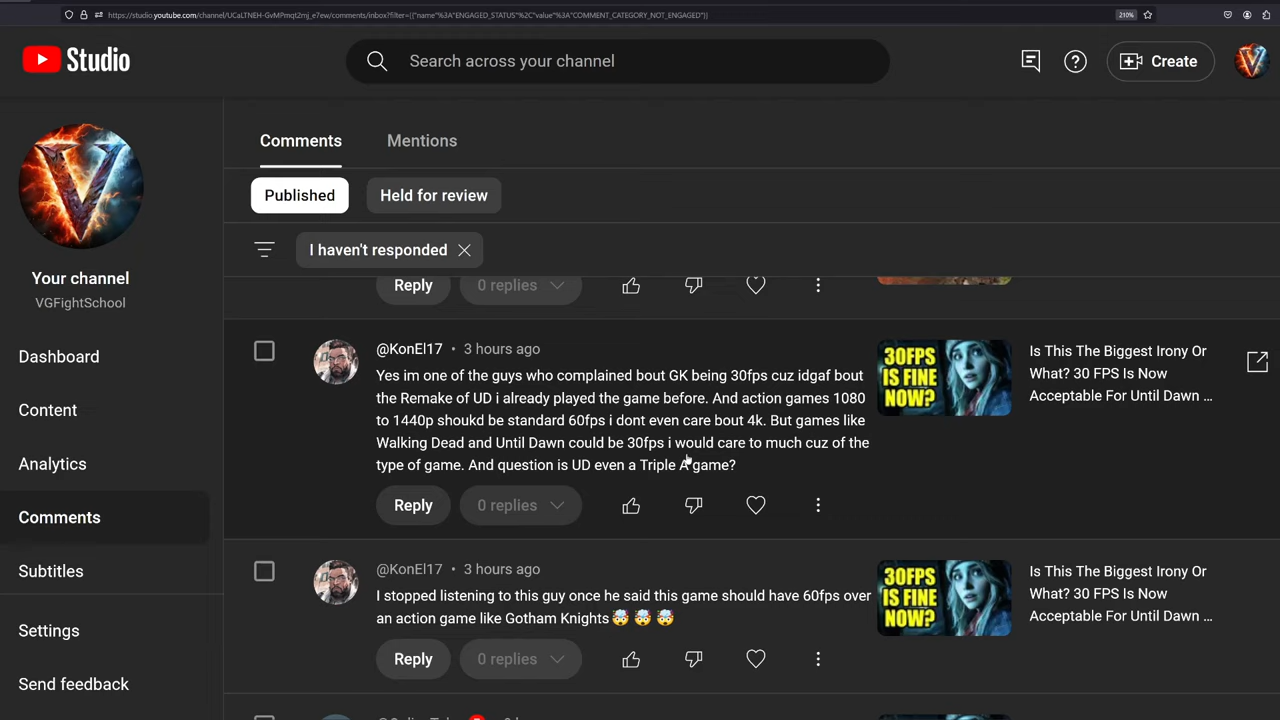 https://studio.youtube.com/channel/UCaLTNEH-GvMPmqt2mj_e7ew/comments/inbox?filter=[{"name"%3A"ENGAGED_STATUS"%2C"value"%3A"COMMENT_CATEGORY_NOT_ENGAGED"}]
210%
Studio
Search across your channel
Create
V
Your channel
VGFightSchool
Dashboard
Content
Analytics
Comments
Subtitles
Settings
Send feedback
Comments
Mentions
Published
Held for review
I haven't responded
Reply
0 replies
@KonEl17 • 3 hours ago
Yes im one of the guys who complained bout GK being 30fps cuz idgaf bout
the Remake of UD i already played the game before. And action games 1080
to 1440p shoukd be standard 60fps i dont even care bout 4k. But games like
Walking Dead and Until Dawn could be 30fps i would care to much cuz of the
type of game. And question is UD even a Triple A game?
Reply
0 replies
30FPS
IS FINE
NOW?
Is This The Biggest Irony Or
What? 30 FPS Is Now
Acceptable For Until Dawn ...
@KonEl17 • 3 hours ago
I stopped listening to this guy once he said this game should have 60fps over
an action game like Gotham Knights 🤯 🤯 🤯
Reply
0 replies
30FPS
IS FINE
NOW?
Is This The Biggest Irony Or
What? 30 FPS Is Now
Acceptable For Until Dawn ...